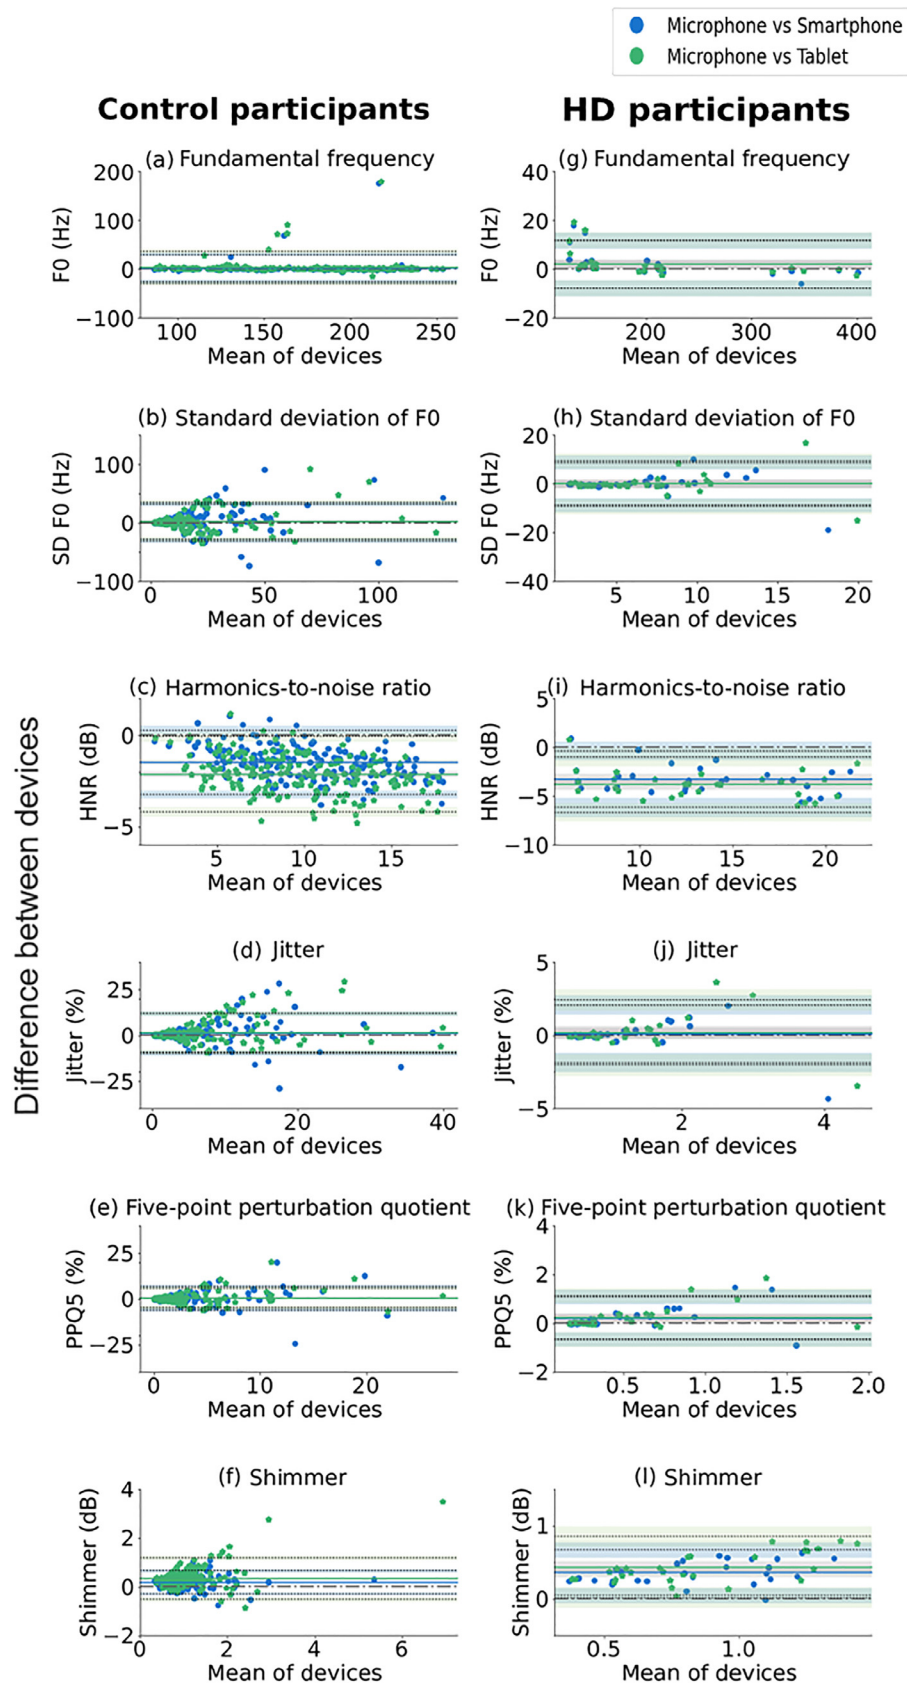 Microphone vs Smartphone
Microphone vs Tablet
Control participants
HD participants
Difference between devices
(a) Fundamental frequency
F0 (Hz)
200
100
0
−100
100
150
200
250
Mean of devices
(g) Fundamental frequency
F0 (Hz)
40
20
0
−20
200
300
400
Mean of devices
(b) Standard deviation of F0
SD F0 (Hz)
100
0
−100
0
50
100
Mean of devices
(h) Standard deviation of F0
SD F0 (Hz)
20
0
−20
−40
5
10
15
20
Mean of devices
(c) Harmonics-to-noise ratio
HNR (dB)
0
−5
5
10
15
Mean of devices
(i) Harmonics-to-noise ratio
HNR (dB)
5
0
−5
−10
10
15
20
Mean of devices
(d) Jitter
Jitter (%)
25
0
−25
0
20
40
Mean of devices
(j) Jitter
Jitter (%)
5
0
−5
2
4
Mean of devices
(e) Five-point perturbation quotient
PPQ5 (%)
25
0
−25
0
10
20
Mean of devices
(k) Five-point perturbation quotient
PPQ5 (%)
4
2
0
−2
0.5
1.0
1.5
2.0
Mean of devices
(f) Shimmer
Shimmer (dB)
4
2
0
−2
0
2
4
6
Mean of devices
(l) Shimmer
Shimmer (dB)
1
0
0.5
1.0
Mean of devices